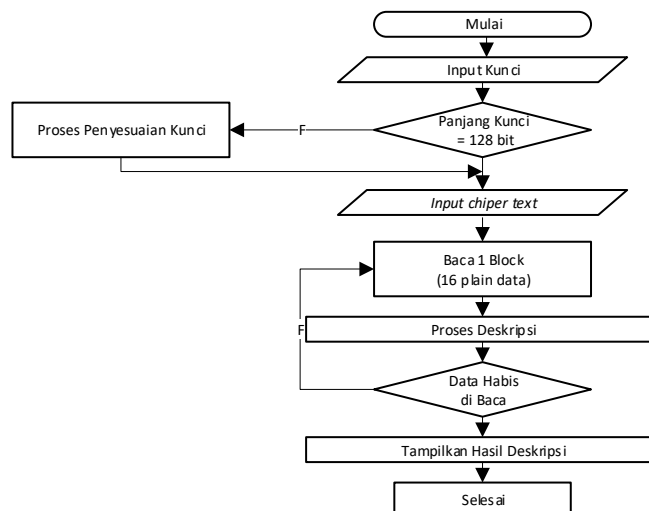 Mulai
Input Kunci
Proses Penyesuaian Kunci
F
Panjang Kunci
= 128 bit
Input chiper text
Baca 1 Block
(16 plain data)
F
Proses Deskripsi
Data Habis
di Baca
Tampilkan Hasil Deskripsi
Selesai